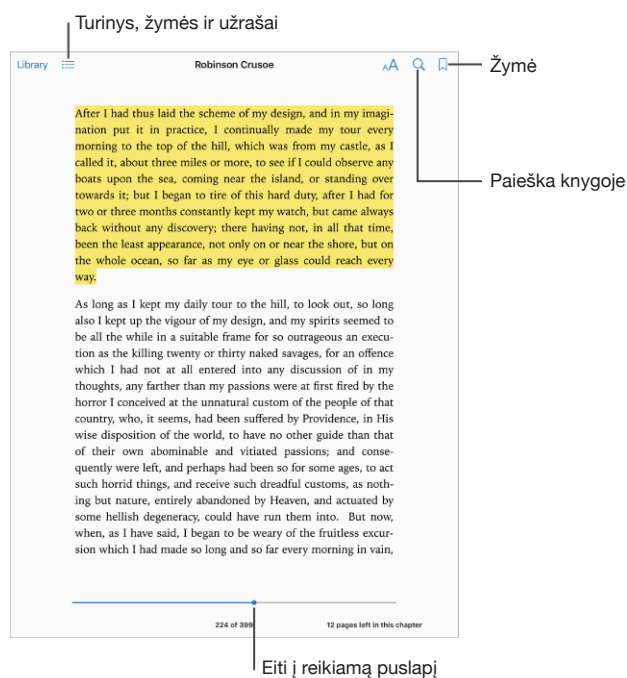 Turinys, žymės ir užrašai
Library
Robinson Crusoe
AA
Žymė
After I had thus laid the scheme of my design, and in my imagi-
nation put it in practice, I continually made my tour every
morning to the top of the hill, which was from my castle, as I
called it, about three miles or more, to see if I could observe any
boats upon the sea, coming near the island, or standing over
towards it; but I began to tire of this hard duty, after I had for
two or three months constantly kept my watch, but came always
back without any discovery; there having not, in all that time,
been the least appearance, not only on or near the shore, but on
the whole ocean, so far as my eye or glass could reach every
way.
Paieška knygoje
As long as I kept my daily tour to the hill, to look out, so long
also I kept up the vigour of my design, and my spirits seemed to
be all the while in a suitable frame for so outrageous an execu-
tion as the killing twenty or thirty naked savages, for an offence
which I had not at all entered into any discussion of in my
thoughts, any farther than my passions were at first fired by the
horror I conceived at the unnatural custom of the people of that
country, who, it seems, had been suffered by Providence, in His
wise disposition of the world, to have no other guide than that
of their own abominable and vitiated passions; and conse-
quently were left, and perhaps had been so for some ages, to act
such horrid things, and receive such dreadful customs, as noth-
ing but nature, entirely abandoned by Heaven, and actuated by
some hellish degeneracy, could have run them into. But now,
when, as I have said, I began to be weary of the fruitless excur-
sion which I had made so long and so far every morning in vain,
224 of 399
12 pages left in this chapter
Eiti į reikiamą puslapį